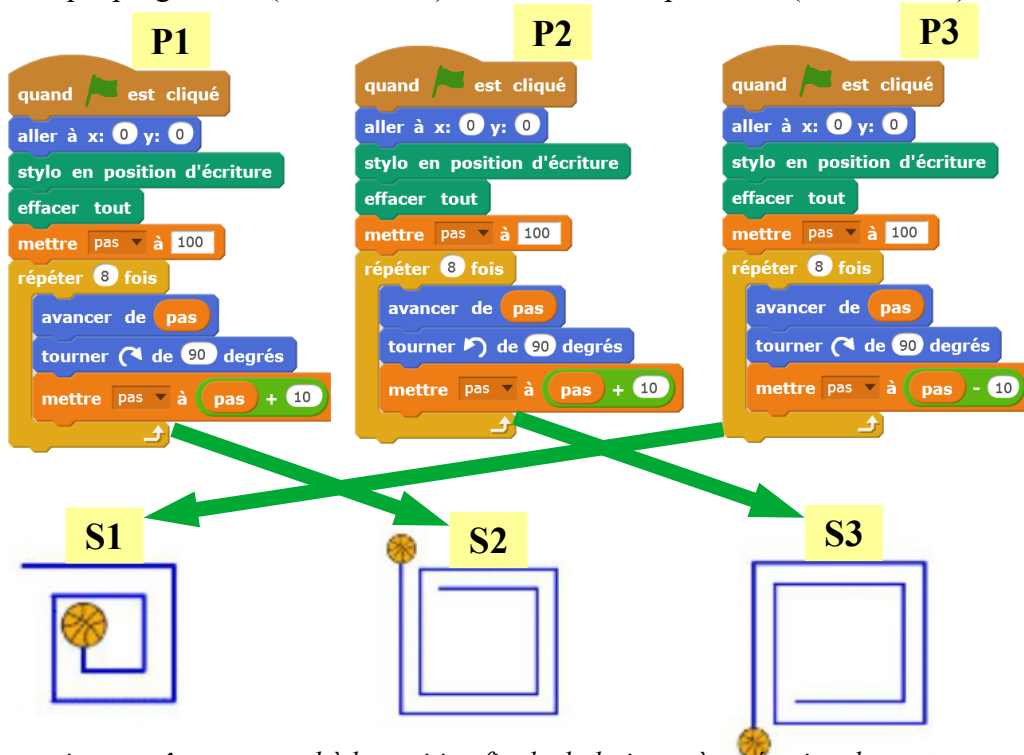 P1
quand est cliqué
aller à x: 0 y: 0
stylo en position d'écriture
effacer tout
mettre pas à 100
répéter 8 fois
avancer de pas
tourner de 90 degrés
mettre pas à pas + 10
P2
quand est cliqué
aller à x: 0 y: 0
stylo en position d'écriture
effacer tout
mettre pas à 100
répéter 8 fois
avancer de pas
tourner de 90 degrés
mettre pas à pas + 10
P3
quand est cliqué
aller à x: 0 y: 0
stylo en position d'écriture
effacer tout
mettre pas à 100
répéter 8 fois
avancer de pas
tourner de 90 degrés
mettre pas à pas - 10
S1
S2
S3